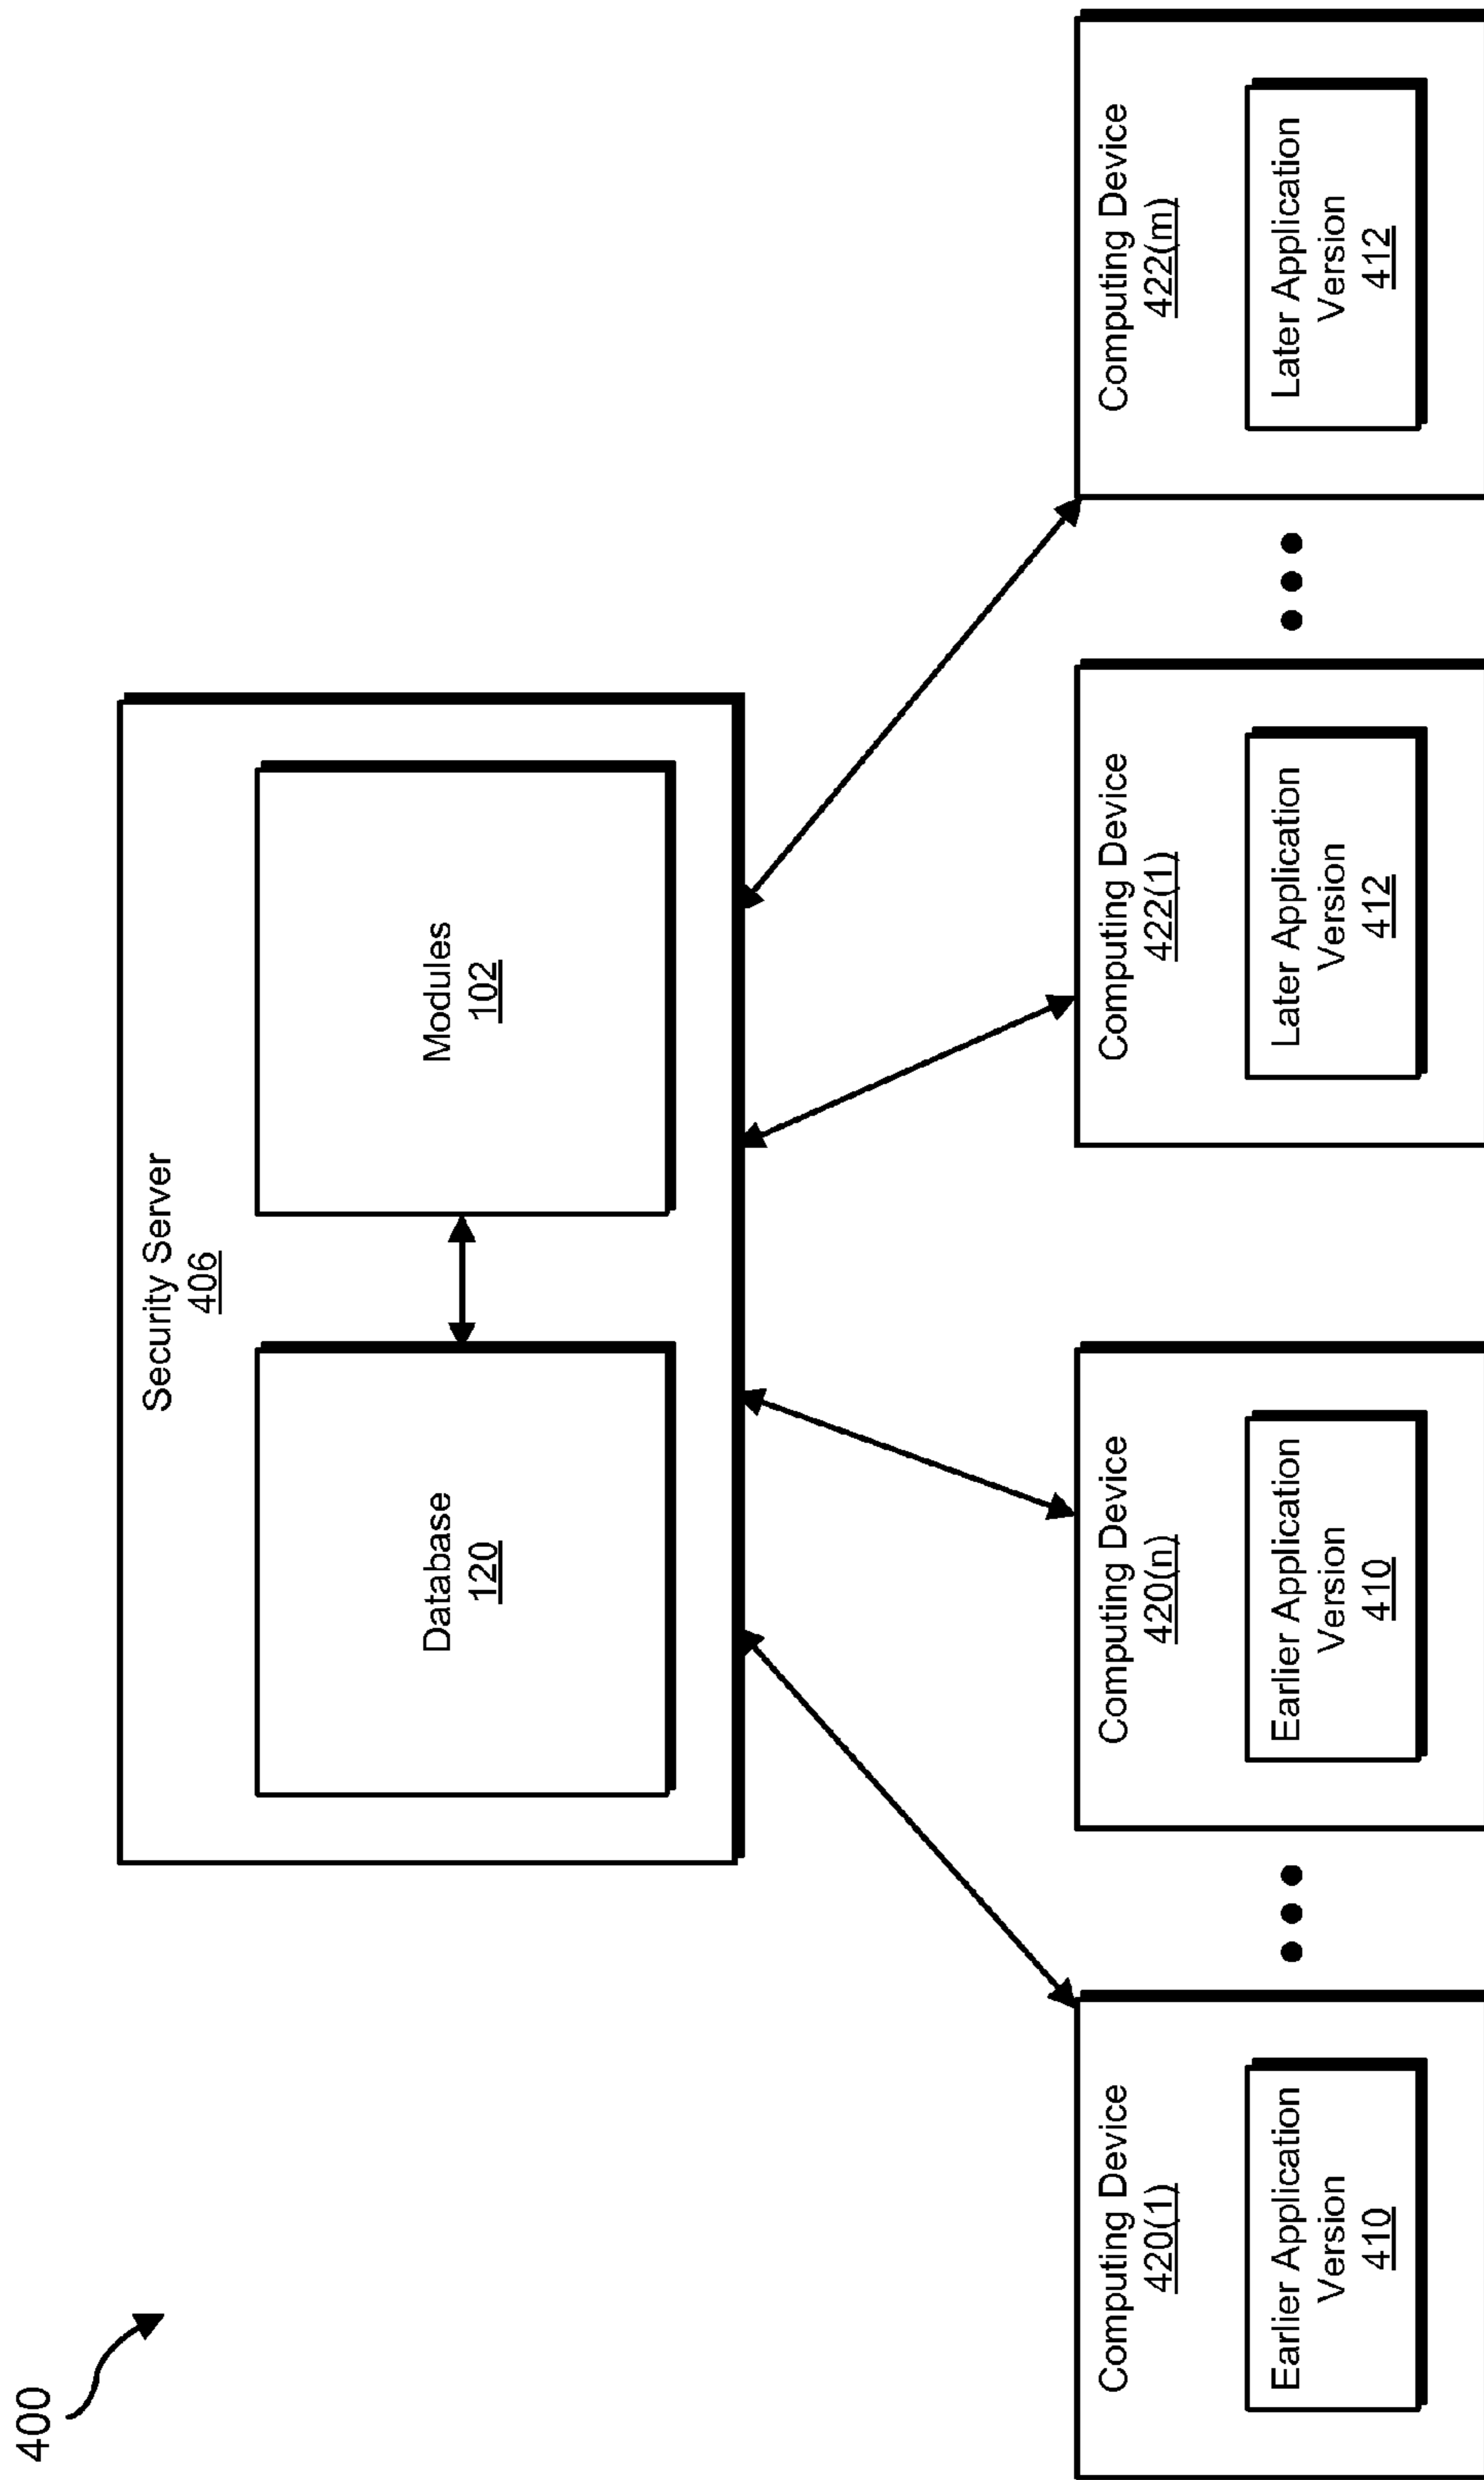 400
Security Server
406
Database
120
Modules
102
Computing Device
420(1)
Earlier Application
Version
410
Computing Device
420(n)
Earlier Application
Version
410
Computing Device
422(1)
Later Application
Version
412
Computing Device
422(m)
Later Application
Version
412